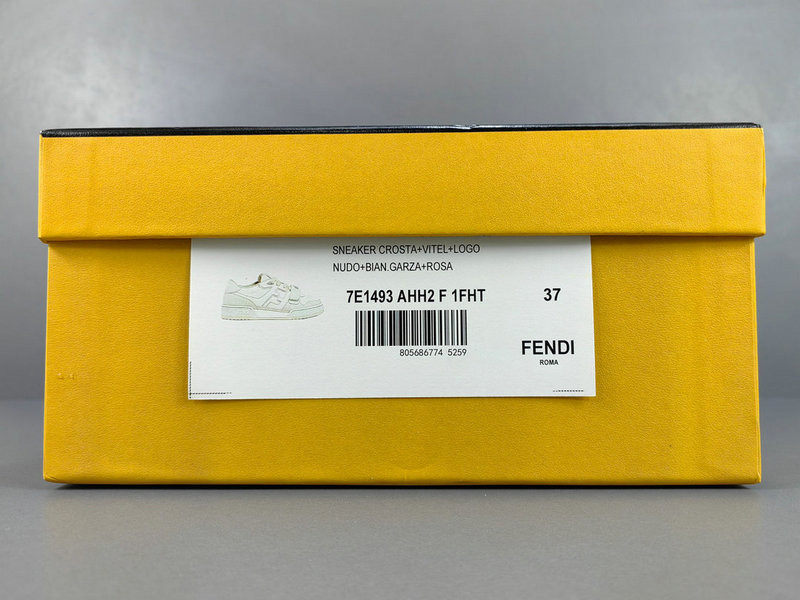 SNEAKER CROSTA+VITEL+LOGO
NUDO+BIAN.GARZA+ROSA
7E1493 AHH2 F 1FHT 37
805686774 5259
FENDI
ROMA